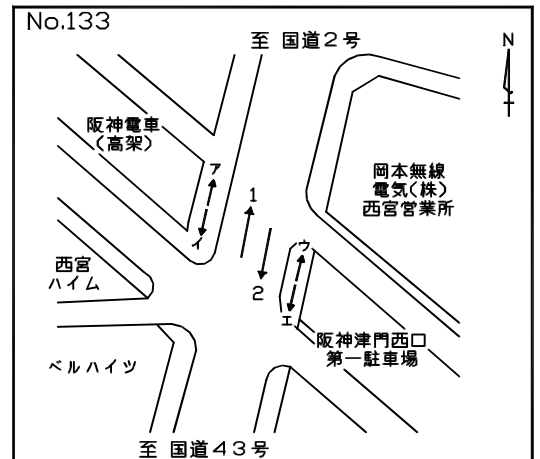 No.133
至 国道2号
N
阪神電車
(高架)
ア
イ
1
2
ウ
エ
岡本無線
電気(株)
西宮営業所
西宮
ハイム
ベルハイツ
阪神津門西口
第一駐車場
至 国道43号